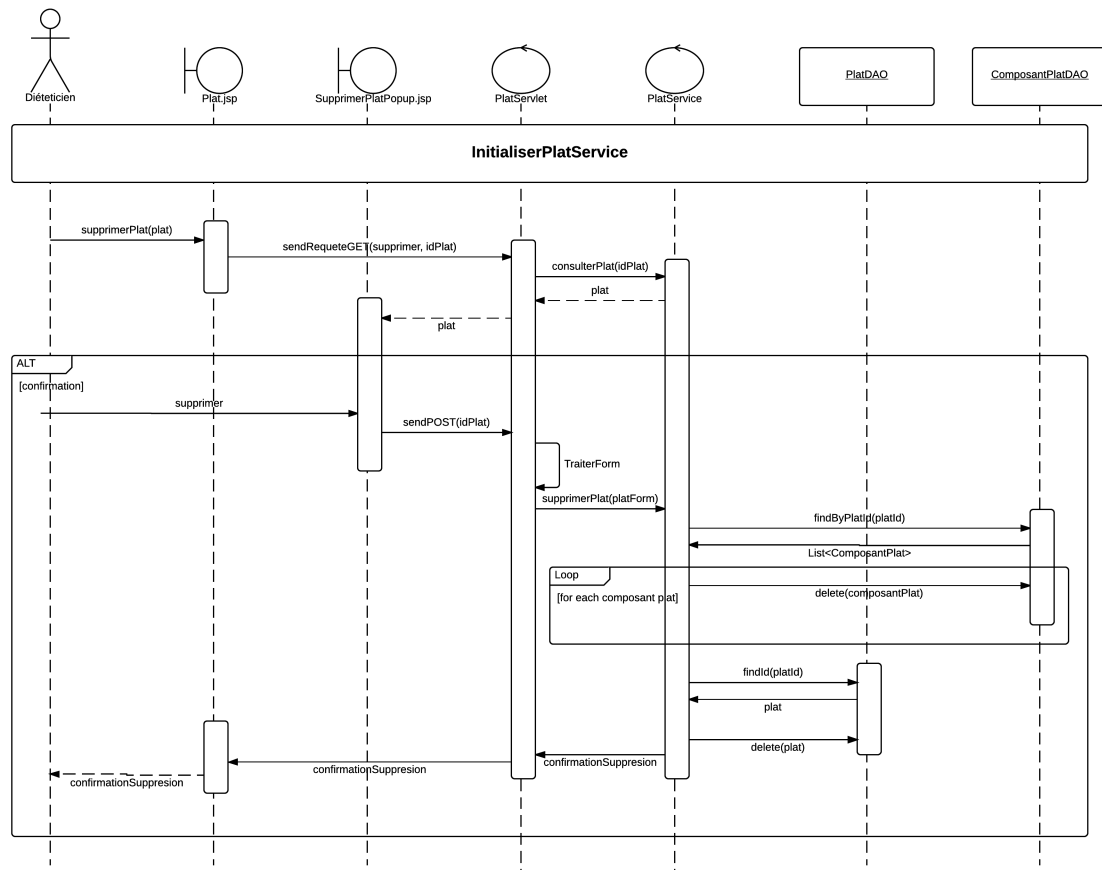 Diéteticien
Plat.jsp
SupprimerPlatPopup.jsp
PlatServlet
PlatService
PlatDAO
ComposantPlatDAO
InitialiserPlatService
supprimerPlat(plat)
sendRequeteGET(supprimer, idPlat)
consulterPlat(idPlat)
plat
plat
ALT
[confirmation]
supprimer
sendPOST(idPlat)
TraiterForm
supprimerPlat(platForm)
findByPlatId(platId)
List<ComposantPlat>
Loop
[for each composant plat]
delete(composantPlat)
findId(platId)
plat
delete(plat)
confirmationSuppresion
confirmationSuppresion
confirmationSuppresion